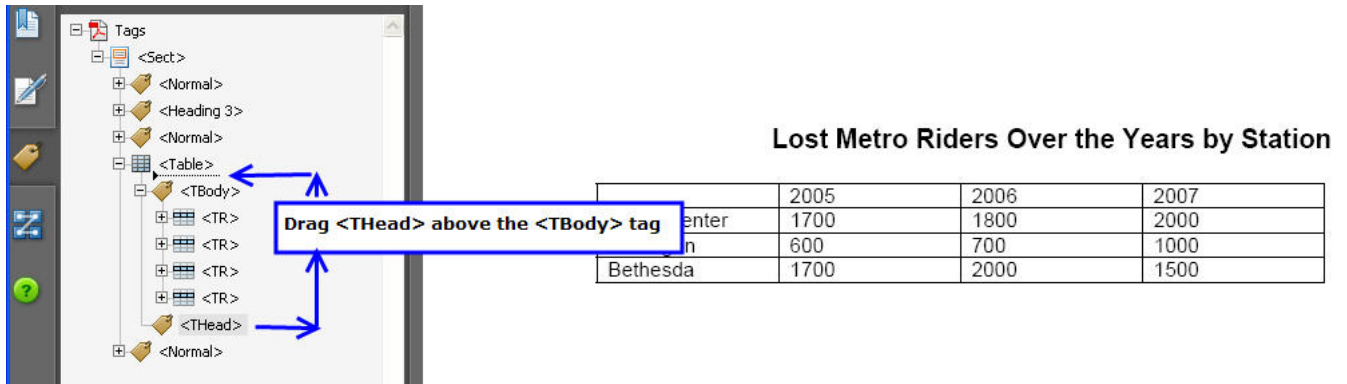 Tags
<Sect>
<Normal>
<Heading 3>
<Normal>
<Table>
<TBody>
<TR>
<TR>
<TR>
<TR>
<THead>
<Normal>
Drag <THead> above the <TBody> tag
Lost Metro Riders Over the Years by Station
2005 2006 2007
enter 1700 1800 2000
n 600 700 1000
Bethesda 1700 2000 1500
?